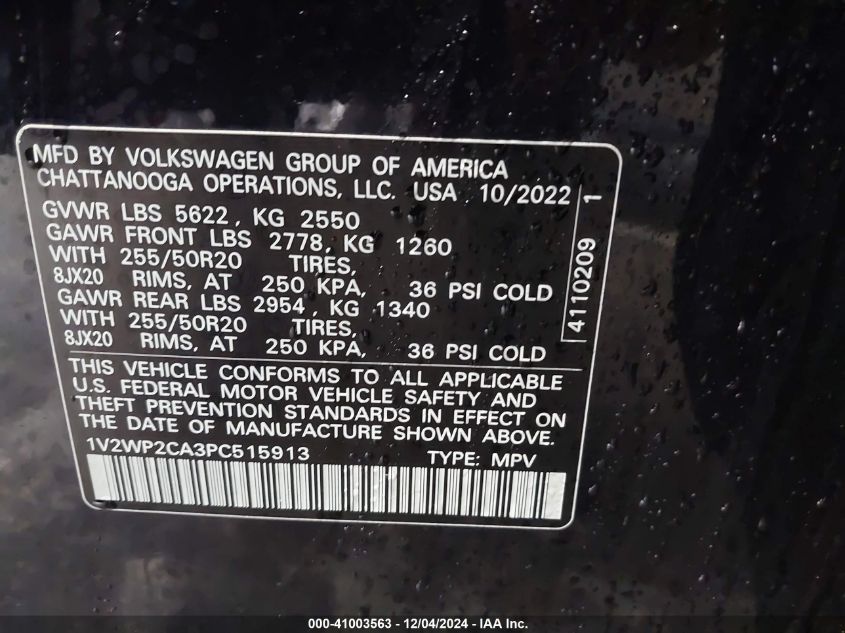 MFD BY VOLKSWAGEN GROUP OF AMERICA
CHATTANOOGA OPERATIONS, LLC. USA 10/2022
GVWR LBS 5622, KG 2550
GAWR FRONT LBS 2778, KG 1260
WITH 255/50R20 TIRES,
8JX20 RIMS, AT 250 KPA, 36 PSI COLD
GAWR REAR LBS 2954, KG 1340
WITH 255/50R20 TIRES,
8JX20 RIMS, AT 250 KPA, 36 PSI COLD
4110209 1
THIS VEHICLE CONFORMS TO ALL APPLICABLE
U.S. FEDERAL MOTOR VEHICLE SAFETY AND
THEFT PREVENTION STANDARDS IN EFFECT ON
THE DATE OF MANUFACTURE SHOWN ABOVE.
1V2WP2CA3PC515913 TYPE: MPV
000-41003563 - 12/04/2024 - IAA Inc.